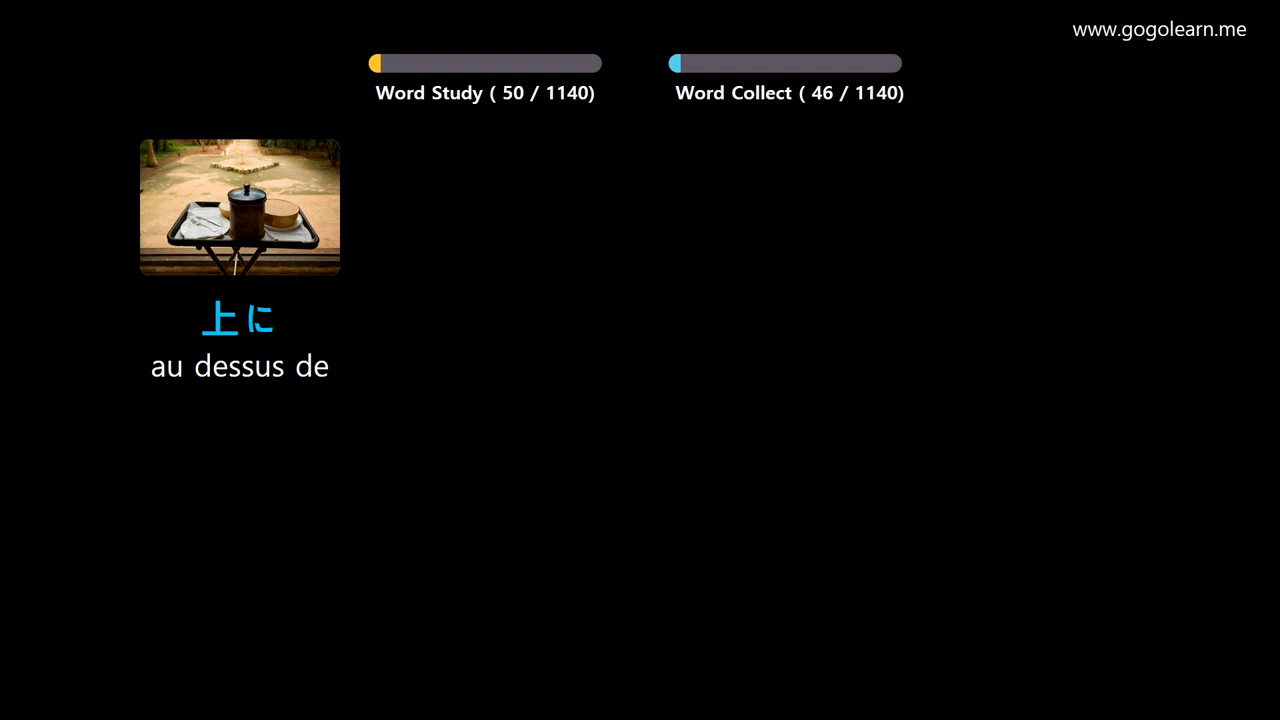 www.gogolearn.me
Word Study ( 50 / 1140)
Word Collect ( 46 / 1140)
上に
au dessus de